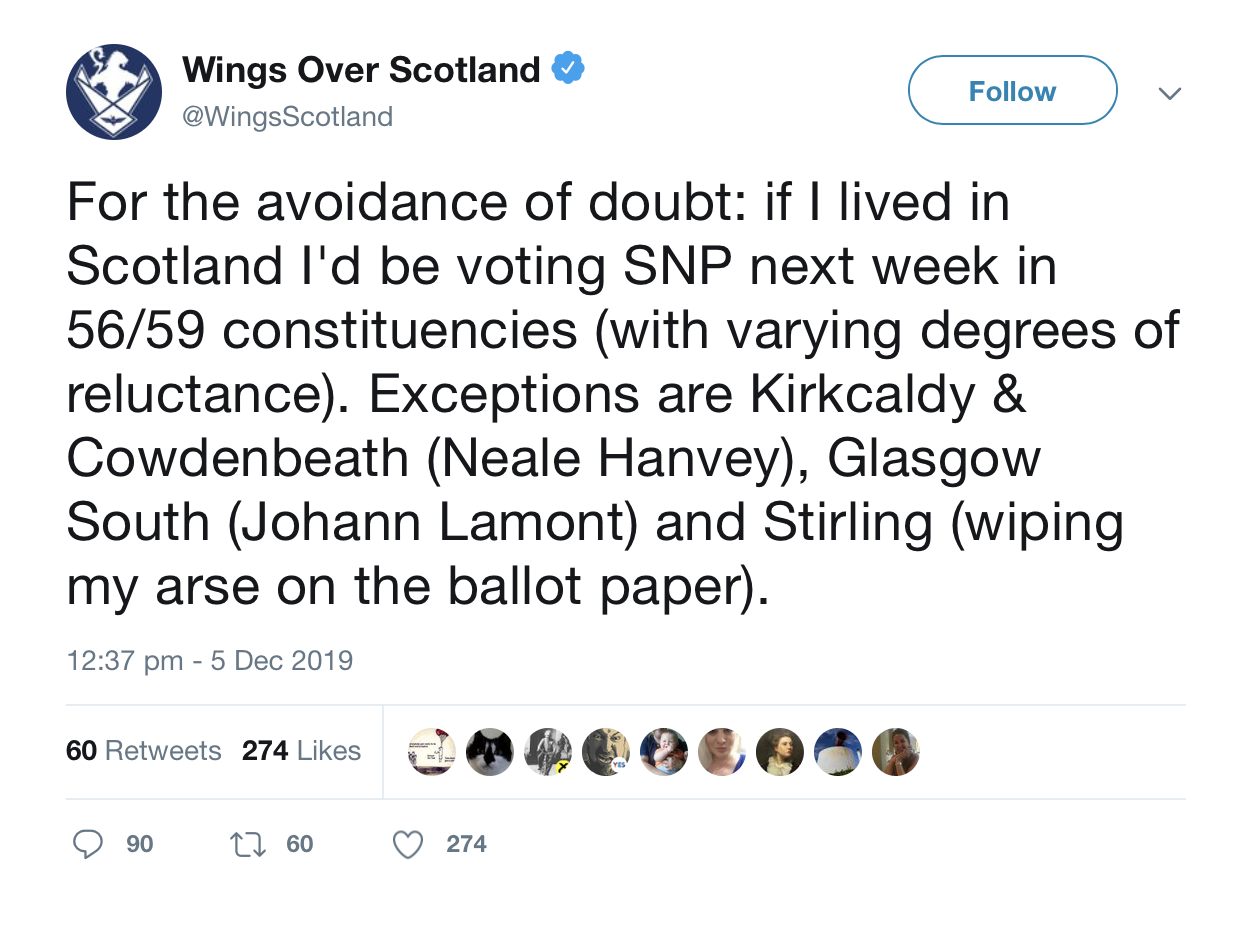 Wings Over Scotland
@WingsScotland
Follow
For the avoidance of doubt: if I lived in
Scotland I'd be voting SNP next week in
56/59 constituencies (with varying degrees of
reluctance). Exceptions are Kirkcaldy &
Cowdenbeath (Neale Hanvey), Glasgow
South (Johann Lamont) and Stirling (wiping
my arse on the ballot paper).
12:37 pm - 5 Dec 2019
60 Retweets 274 Likes
YES
90 60 274